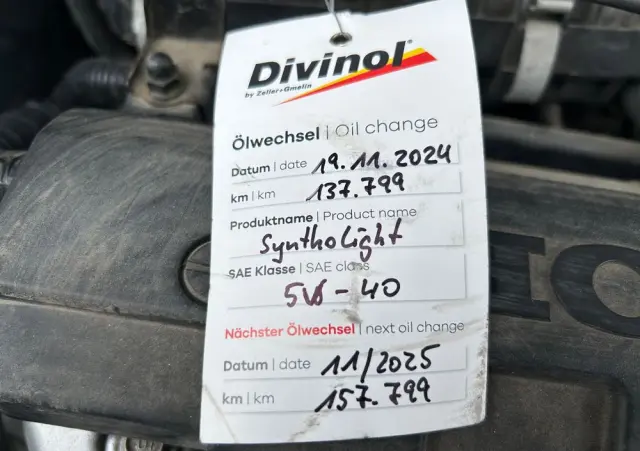 Divinol®
by Zeller+Gmelin
Ölwechsel | Oil change
Datum | date 19.11.2024
km | km 137.799
Produktname | Product name
Syntholight
SAE Klasse | SAE class
5W-40
Nächster Ölwechsel | next oil change
Datum | date 11/2025
km | km 157.799